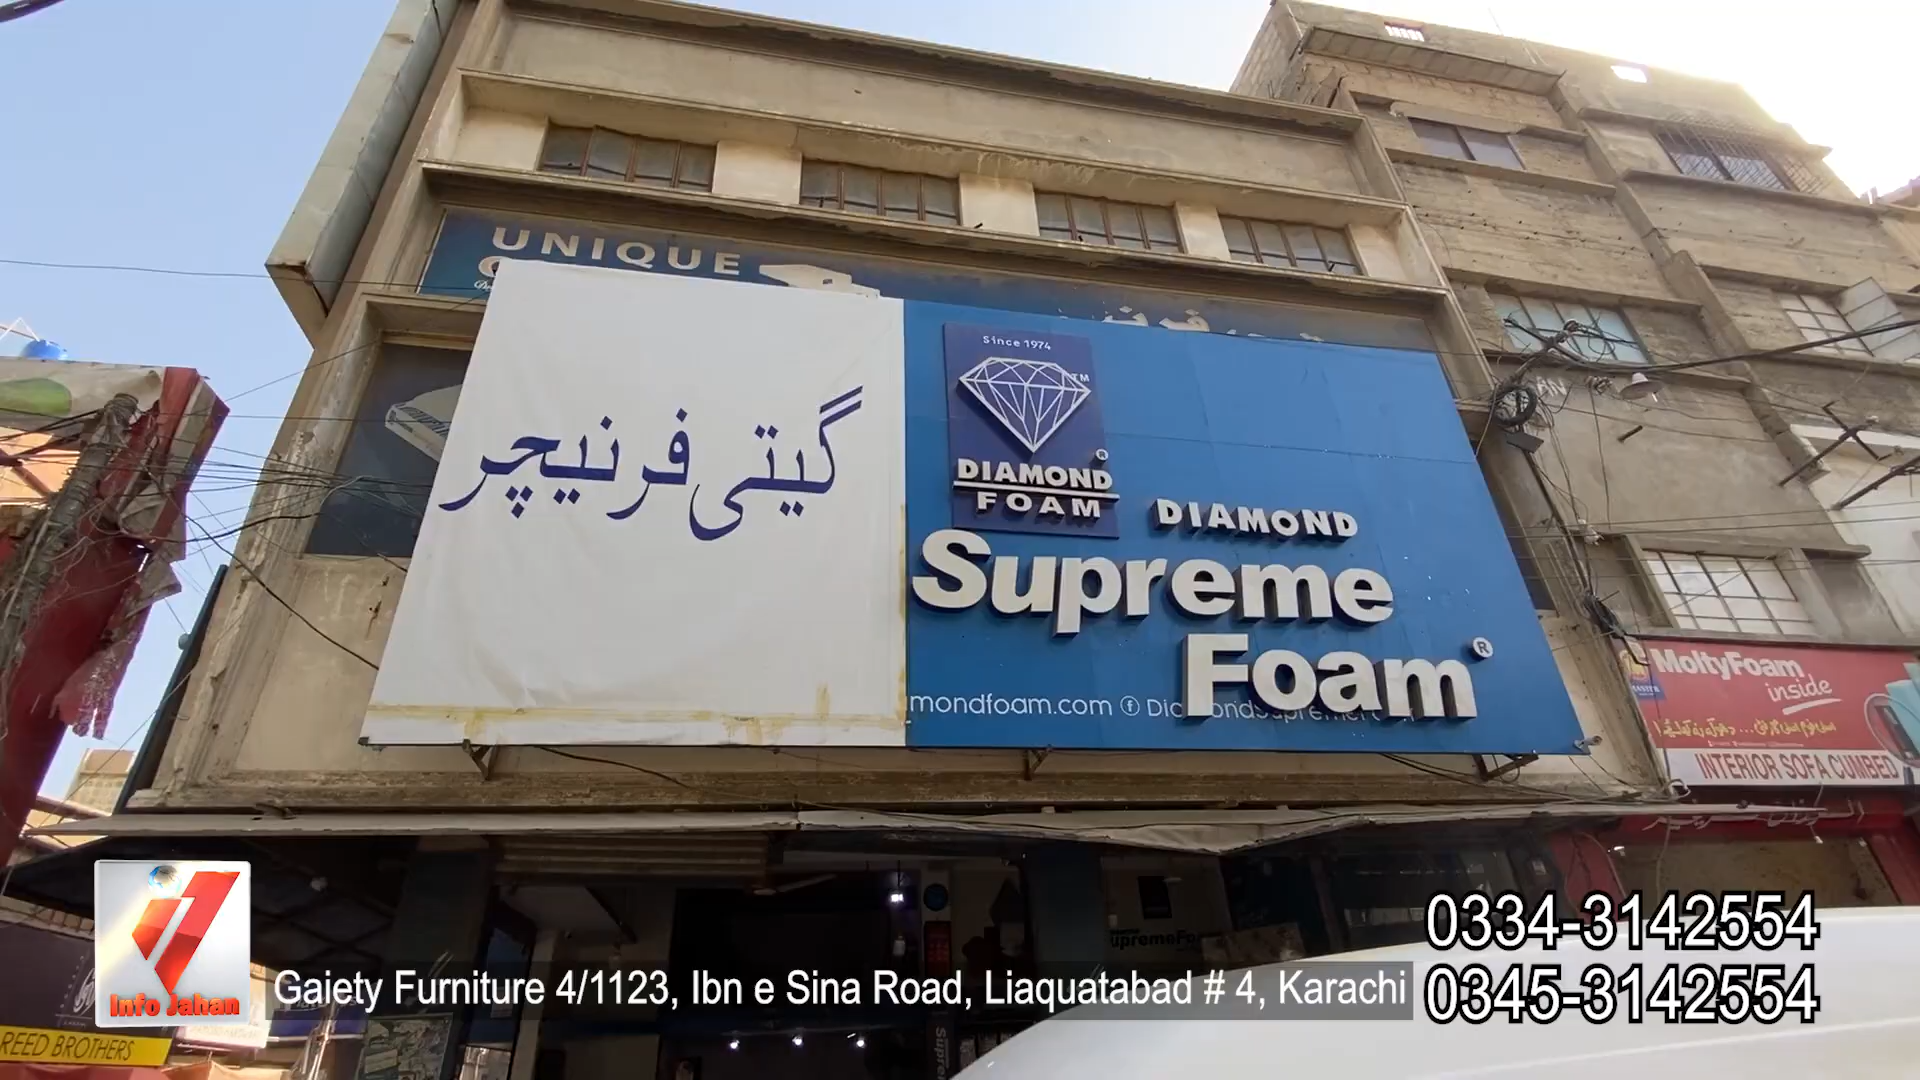 UNIQUE
گیتی فرنیچر
Since 1974
TM
DIAMOND ®
FOAM
DIAMOND
Supreme
Foam ®
mondfoam.com
MoltyFoam
inside
INTERIOR SOFA CUMBED
REED BROTHERS
Info Jahan
Gaiety Furniture 4/1123, Ibn e Sina Road, Liaquatabad # 4, Karachi
0334-3142554
0345-3142554